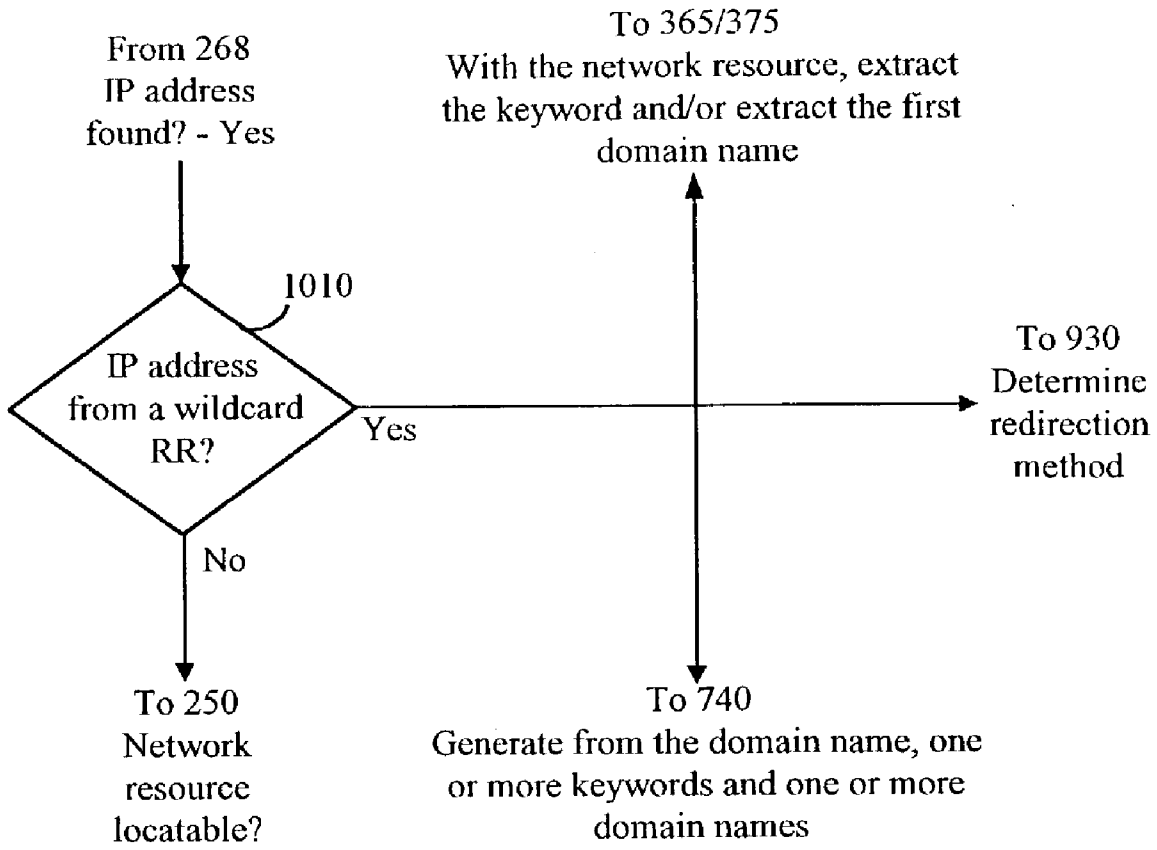 From 268
IP address
found? - Yes
To 365/375
With the network resource, extract
the keyword and/or extract the first
domain name
1010
IP address
from a wildcard
RR?
Yes
To 930
Determine
redirection
method
No
To 250
Network
resource
locatable?
To 740
Generate from the domain name, one
or more keywords and one or more
domain names